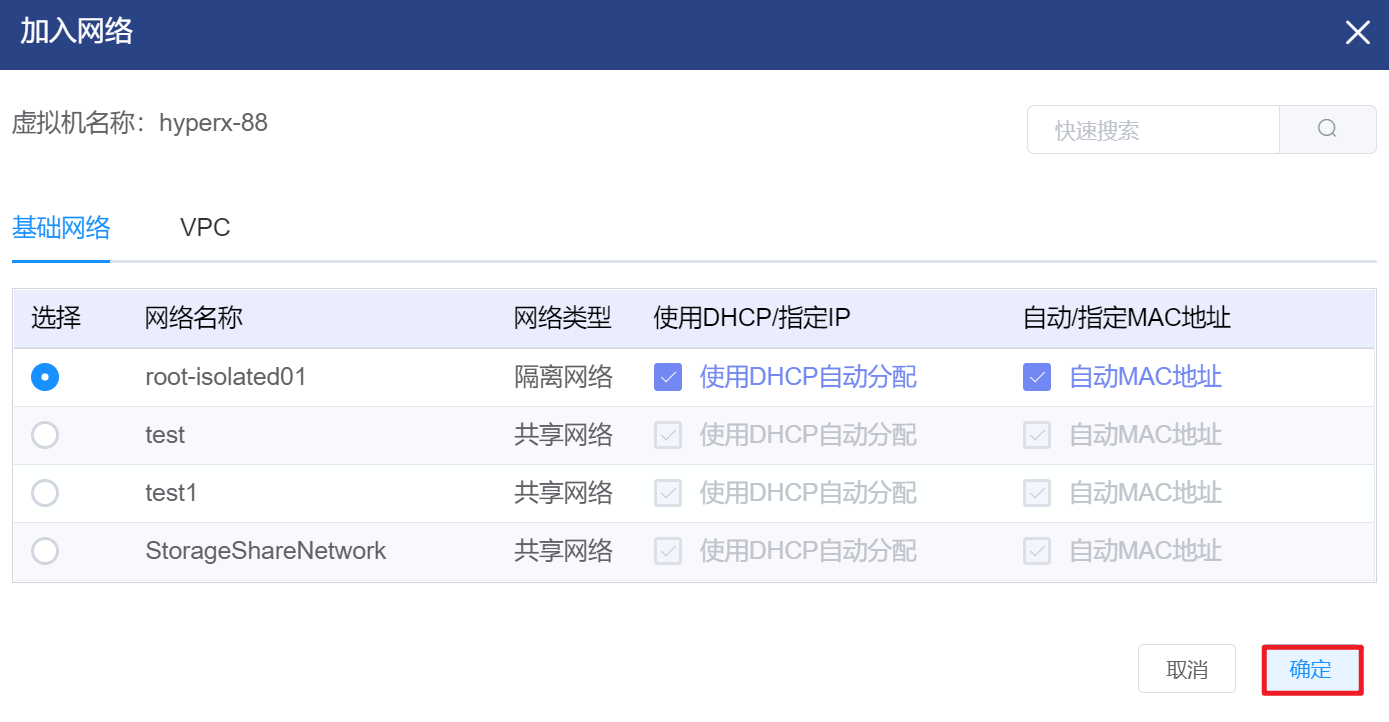 加入网络
虚拟机名称：hyperx-88
快速搜索
基础网络 VPC
选择 网络名称 网络类型 使用DHCP/指定IP 自动/指定MAC地址
root-isolated01 隔离网络 使用DHCP自动分配 自动MAC地址
test 共享网络 使用DHCP自动分配 自动MAC地址
test1 共享网络 使用DHCP自动分配 自动MAC地址
StorageShareNetwork 共享网络 使用DHCP自动分配 自动MAC地址
取消 确定